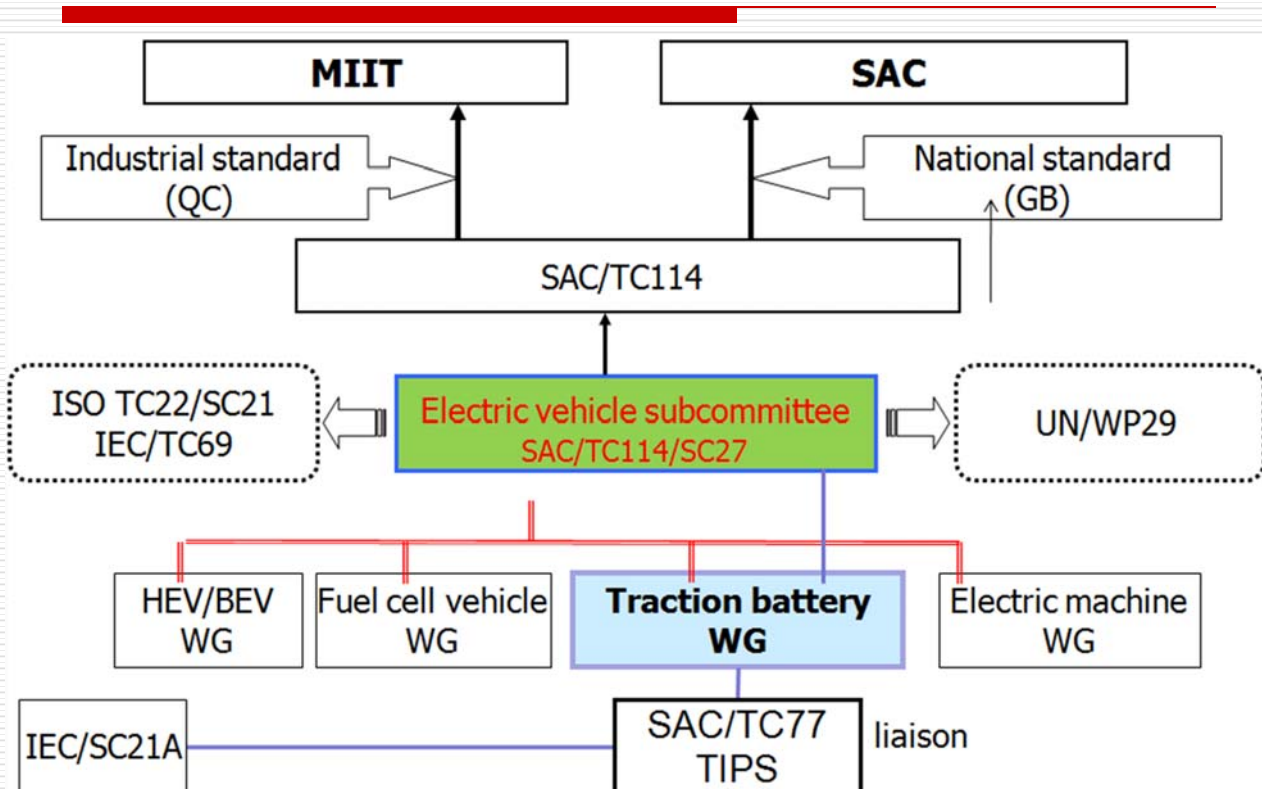 MIIT
SAC
Industrial standard
(QC)
National standard
(GB)
SAC/TC114
ISO TC22/SC21
IEC/TC69
Electric vehicle subcommittee
SAC/TC114/SC27
UN/WP29
HEV/BEV
WG
Fuel cell vehicle
WG
Traction battery
WG
Electric machine
WG
IEC/SC21A
SAC/TC77
TIPS
liaison